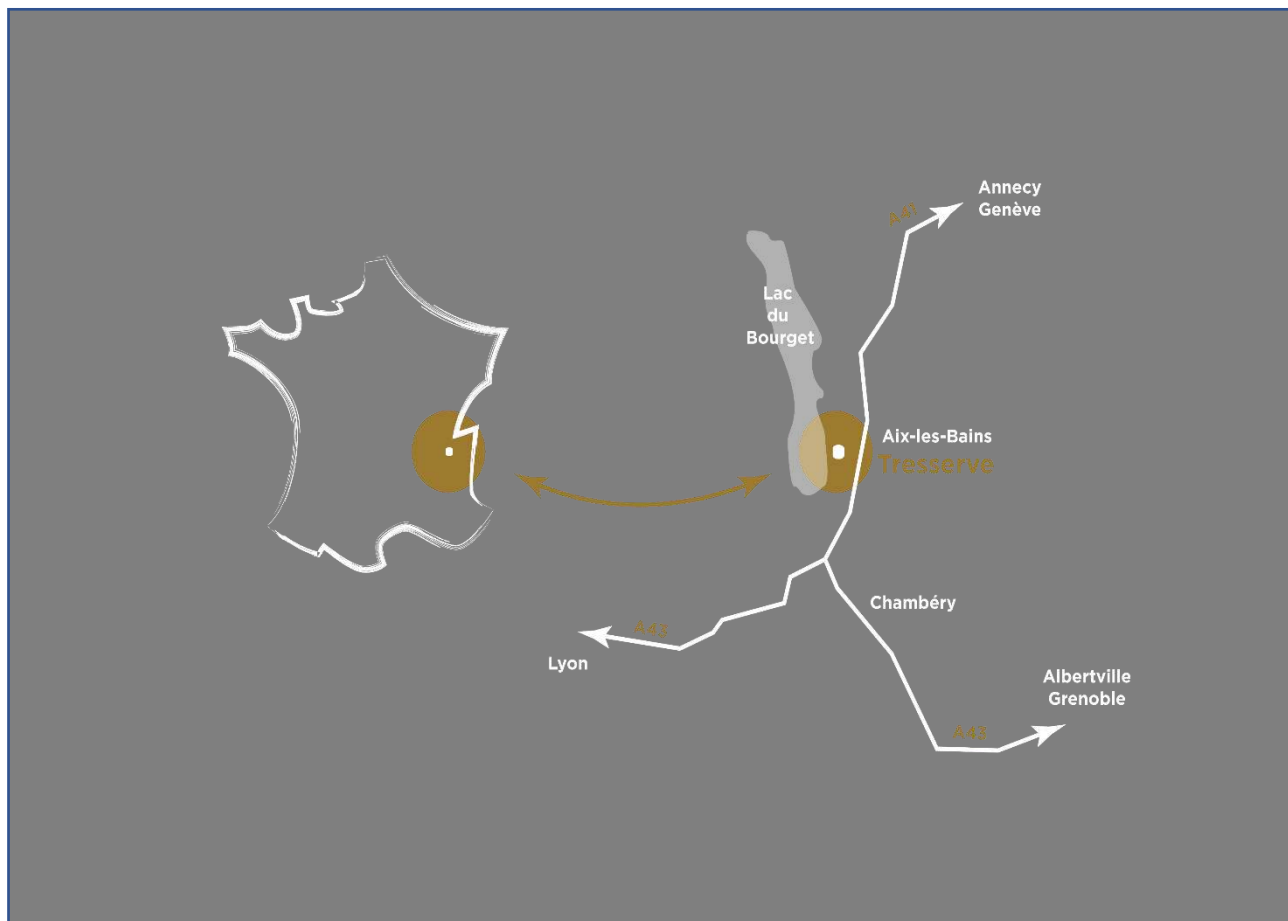 Annecy
Genève
A41
Lac
du
Bourget
Aix-les-Bains
Tresserve
Chambéry
A43
Lyon
Albertville
Grenoble
A43